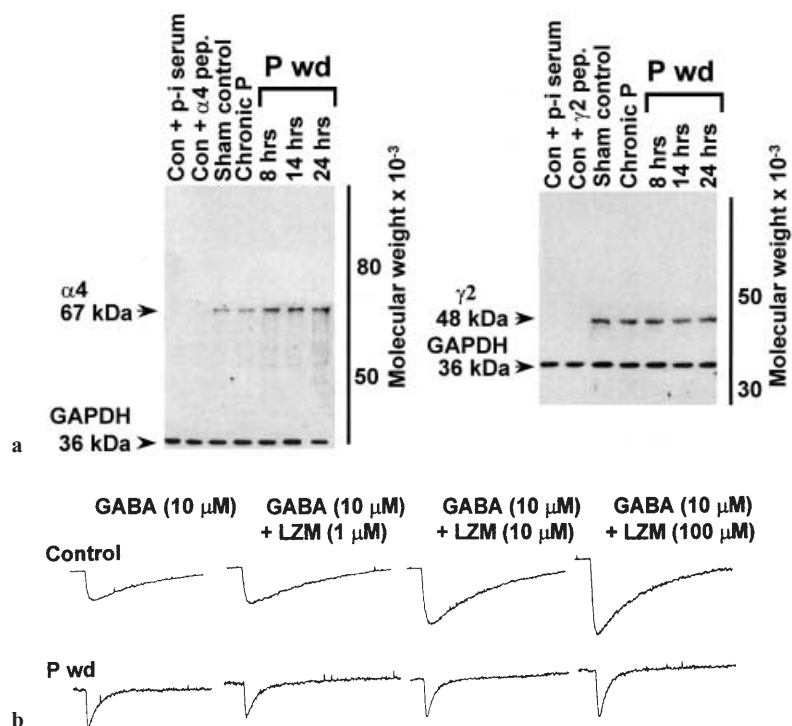 a
Con + p-i serum
Con + α4 pep.
Sham control
Chronic P
P wd
8 hrs
14 hrs
24 hrs
α4
67 kDa
GAPDH
36 kDa
80
50
Molecular weight x 10⁻³
Con + p-i serum
Con + γ2 pep.
Sham control
Chronic P
P wd
8 hrs
14 hrs
24 hrs
γ2
48 kDa
GAPDH
36 kDa
50
30
Molecular weight x 10⁻³
b
GABA (10 μM)
GABA (10 μM)
+ LZM (1 μM)
GABA (10 μM)
+ LZM (10 μM)
GABA (10 μM)
+ LZM (100 μM)
Control
P wd